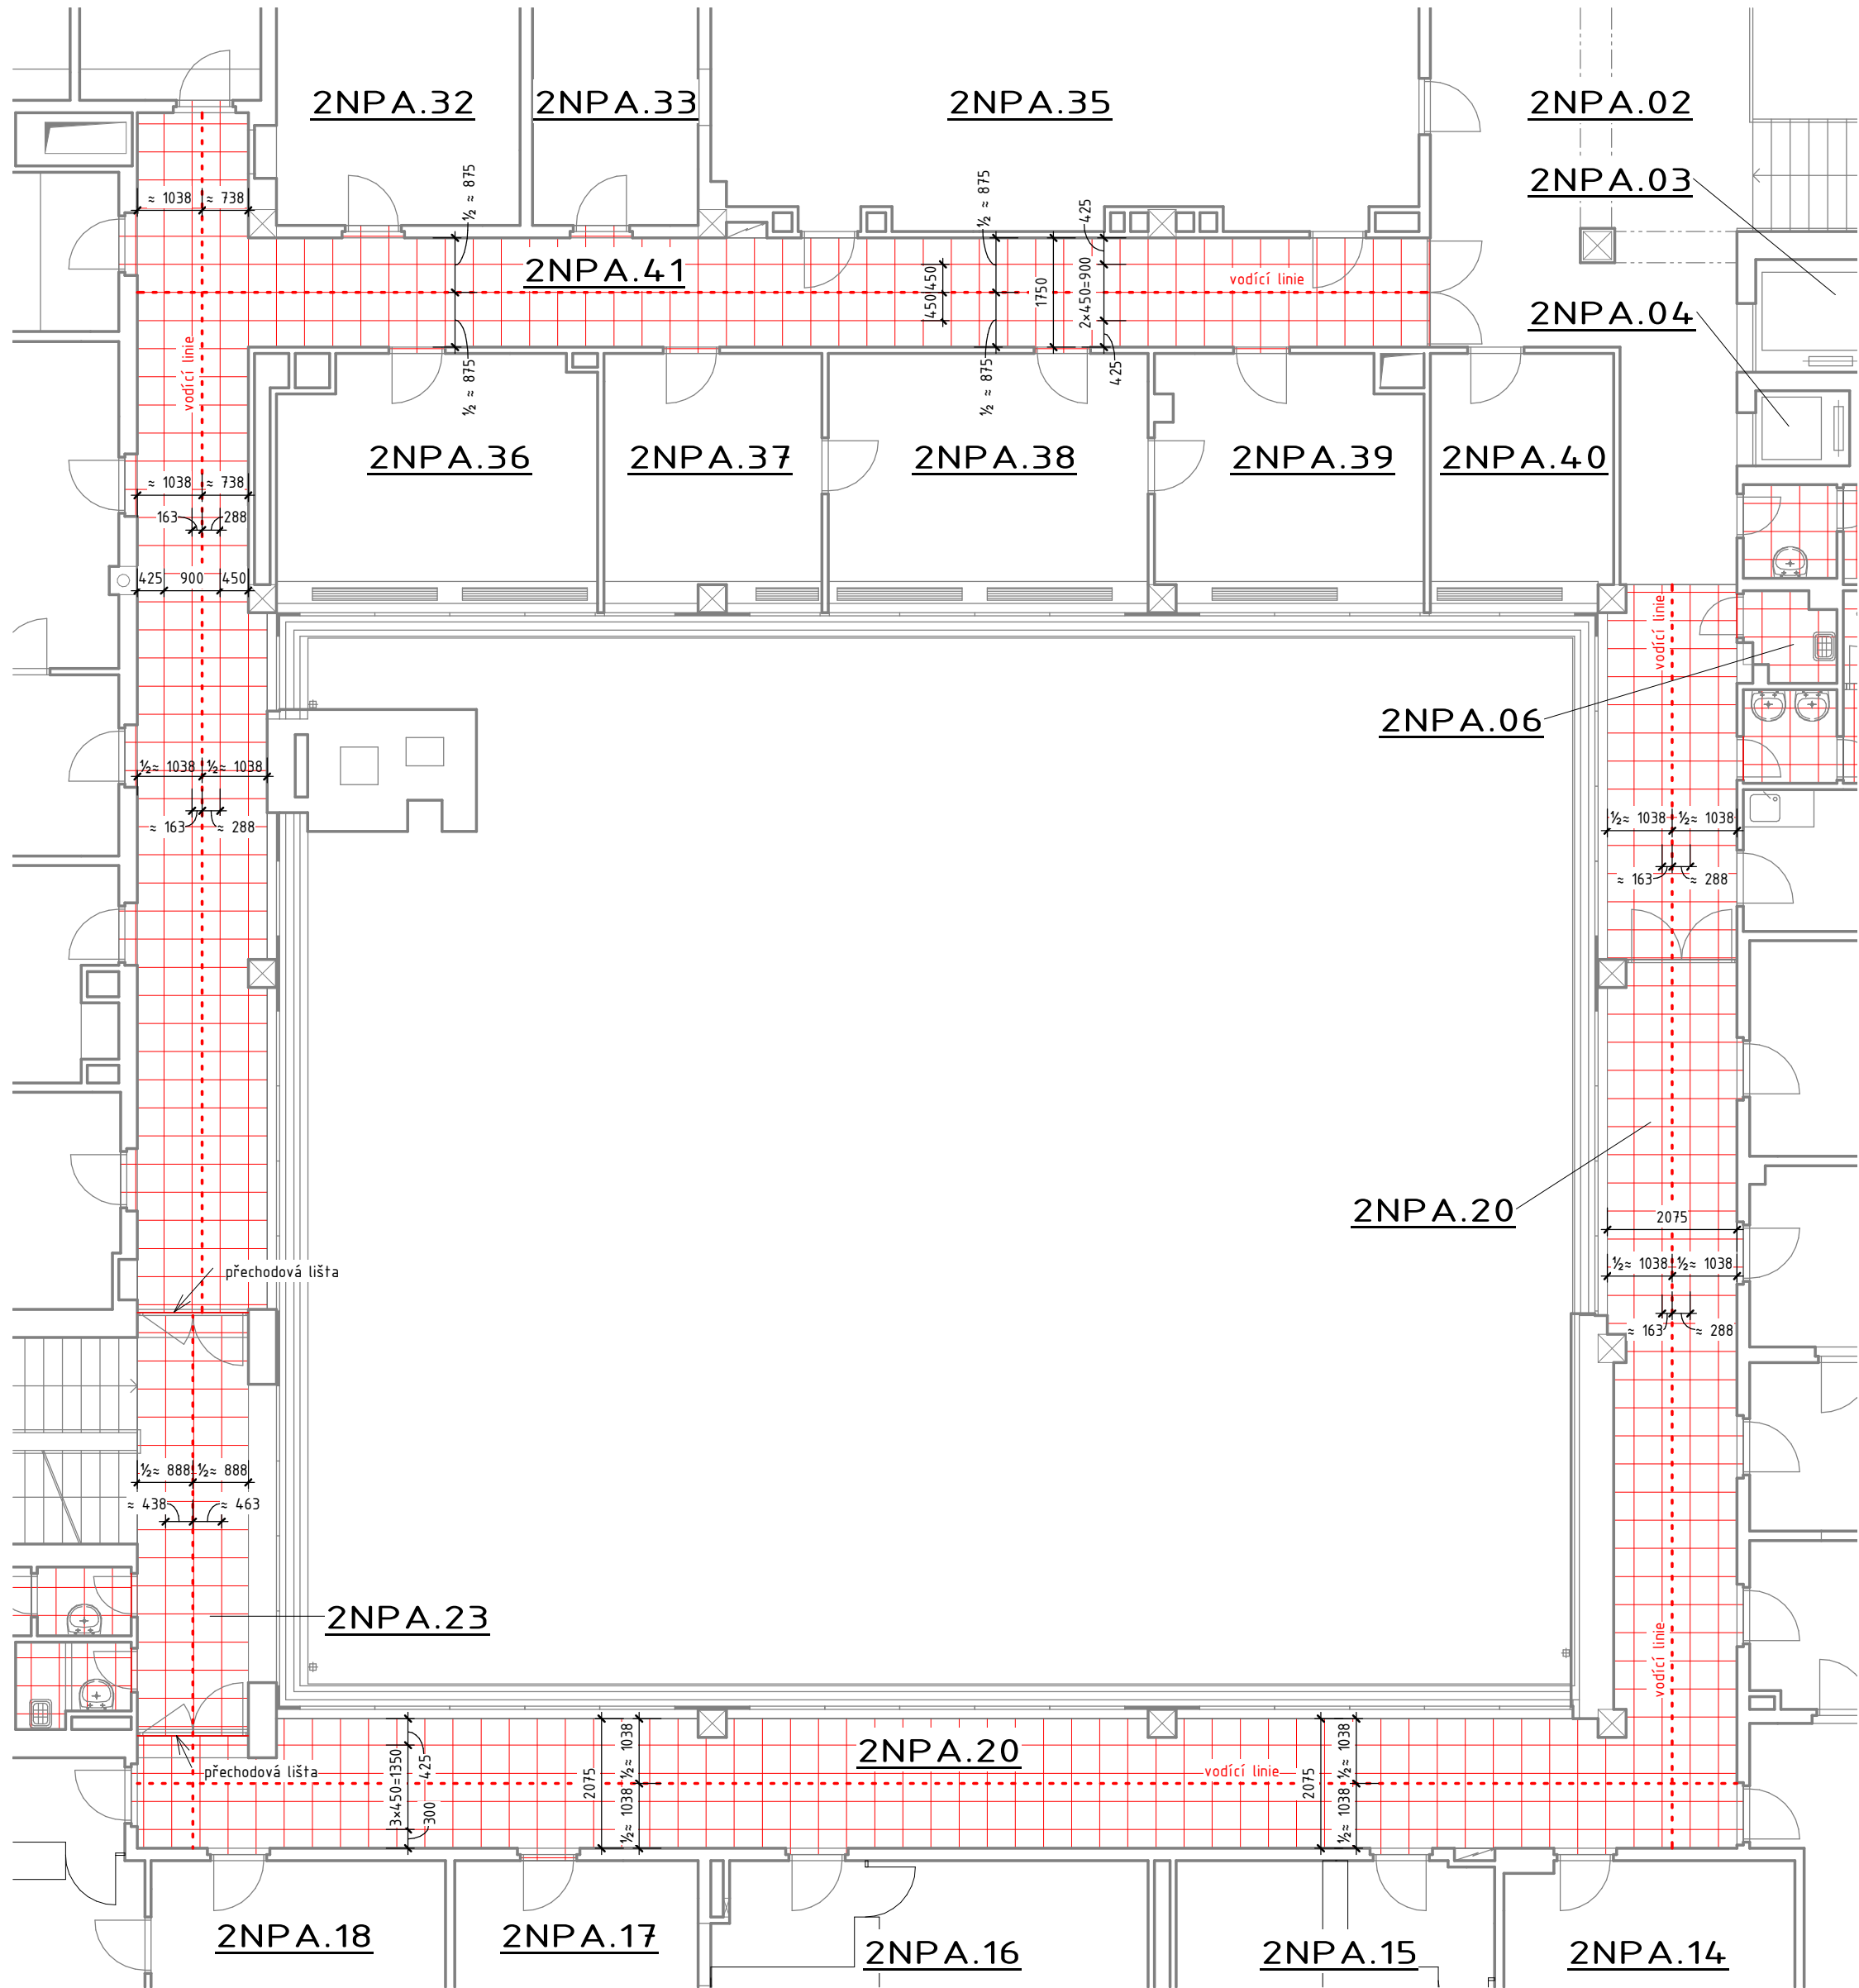 2NPA.32
2NPA.33
2NPA.35
2NPA.02
2NPA.03
≈ 1038
≈ 738
½ ≈ 875
½ ≈ 875
425
2NPA.41
450
450
1750
2×450=900
vodící linie
2NPA.04
vodící linie
½ ≈ 875
½ ≈ 875
425
2NPA.36
2NPA.37
2NPA.38
2NPA.39
2NPA.40
≈ 1038
≈ 738
163
288
425
900
450
vodící linie
2NPA.06
½≈ 1038
½≈ 1038
≈ 163
≈ 288
½≈ 1038
½≈ 1038
≈ 163
≈ 288
2NPA.20
2075
½≈ 1038
½≈ 1038
přechodová lišta
≈ 163
≈ 288
½≈ 888
½≈ 888
≈ 438
≈ 463
2NPA.23
vodící linie
3×450=1350
425
300
2075
½≈ 1038
½≈ 1038
2NPA.20
vodící linie
2075
½≈ 1038
½≈ 1038
přechodová lišta
2NPA.18
2NPA.17
2NPA.16
2NPA.15
2NPA.14